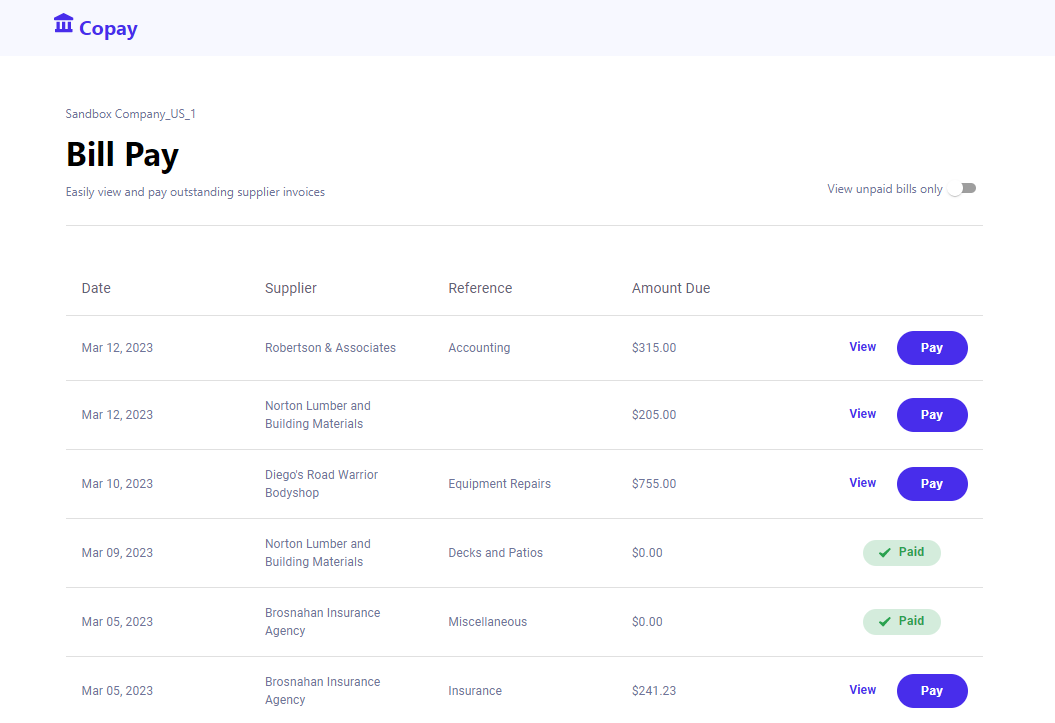 Copay
Sandbox Company_US_1
Bill Pay
Easily view and pay outstanding supplier invoices
View unpaid bills only
Date Supplier Reference Amount Due
Mar 12, 2023 Robertson & Associates Accounting $315.00 View Pay
Mar 12, 2023 Norton Lumber and
Building Materials $205.00 View Pay
Mar 10, 2023 Diego's Road Warrior
Bodyshop Equipment Repairs $755.00 View Pay
Mar 09, 2023 Norton Lumber and
Building Materials Decks and Patios $0.00 Paid
Mar 05, 2023 Brosnahan Insurance
Agency Miscellaneous $0.00 Paid
Mar 05, 2023 Brosnahan Insurance
Agency Insurance $241.23 View Pay